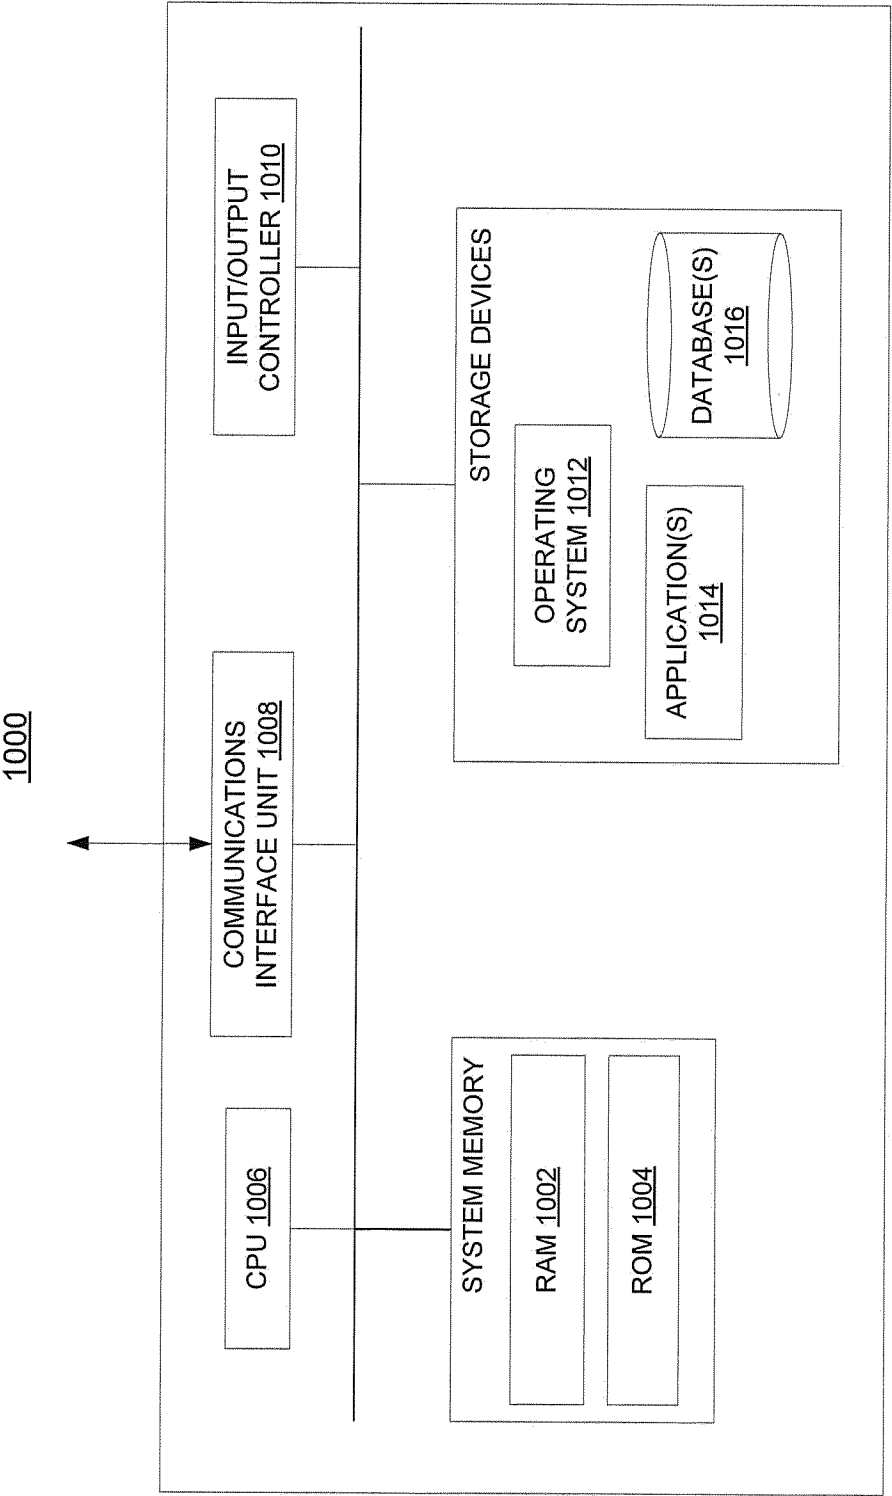 1000
CPU 1006
COMMUNICATIONS
INTERFACE UNIT 1008
INPUT/OUTPUT
CONTROLLER 1010
SYSTEM MEMORY
RAM 1002
ROM 1004
STORAGE DEVICES
OPERATING
SYSTEM 1012
APPLICATION(S)
1014
DATABASE(S)
1016